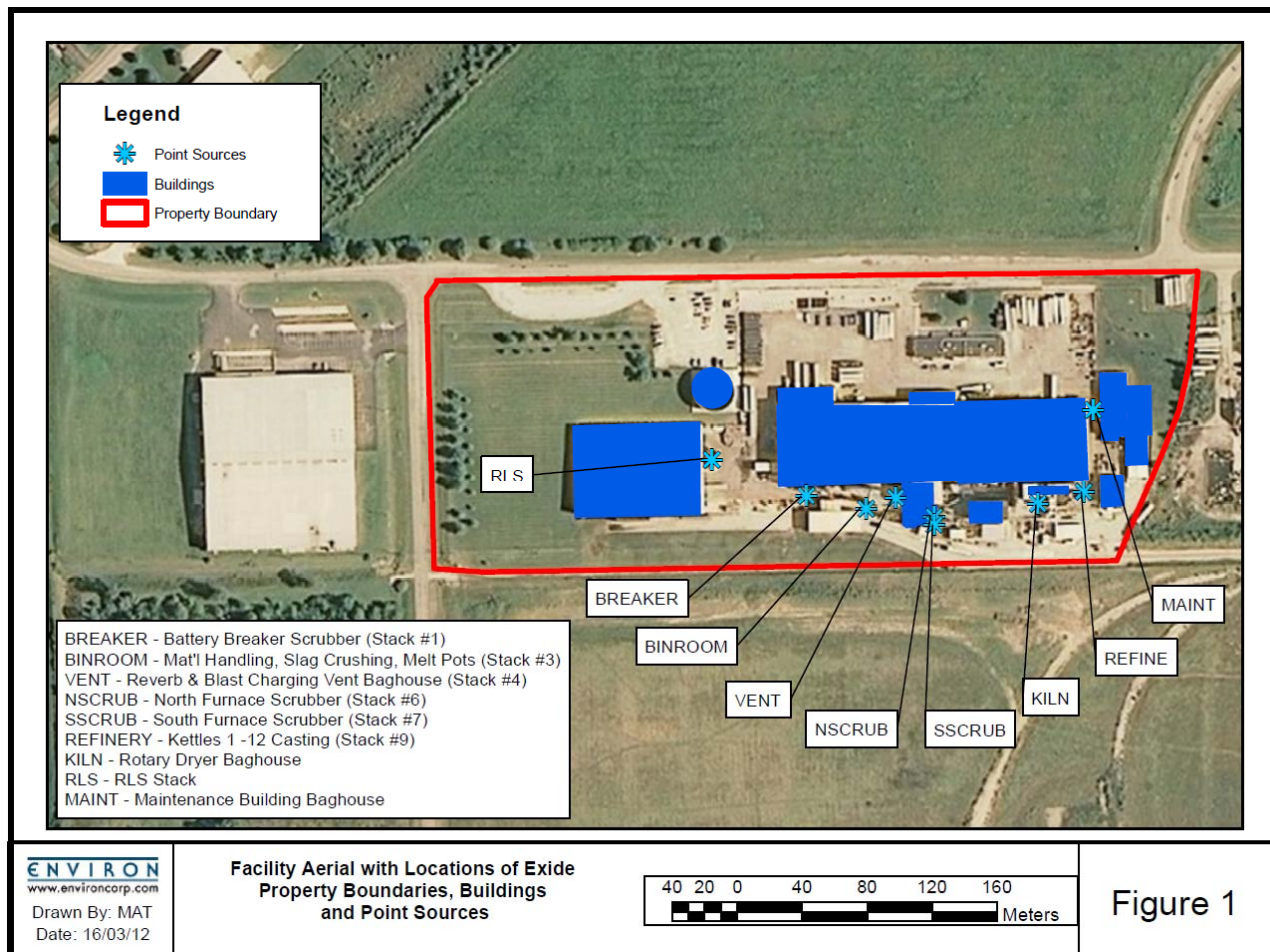 Legend
Point Sources
Buildings
Property Boundary
RLS
BREAKER
BINROOM
VENT
NSCRUB
SSCRUB
KILN
REFINE
MAINT
BREAKER - Battery Breaker Scrubber (Stack #1)
BINROOM - Mat'l Handling, Slag Crushing, Melt Pots (Stack #3)
VENT - Reverb & Blast Charging Vent Baghouse (Stack #4)
NSCRUB - North Furnace Scrubber (Stack #6)
SSCRUB - South Furnace Scrubber (Stack #7)
REFINERY - Kettles 1 -12 Casting (Stack #9)
KILN - Rotary Dryer Baghouse
RLS - RLS Stack
MAINT - Maintenance Building Baghouse
ENVIRON
www.environcorp.com
Drawn By: MAT
Date: 16/03/12
Facility Aerial with Locations of Exide
Property Boundaries, Buildings
and Point Sources
40 20 0 40 80 120 160
Meters
Figure 1